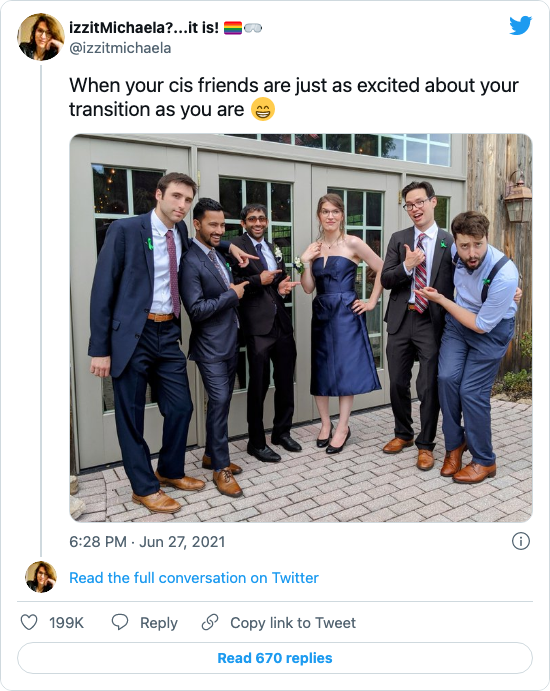 izzitMichaela?...it is! 🏳️‍🌈🥽
@izzitmichaela
When your cis friends are just as excited about your
transition as you are 😁
6:28 PM · Jun 27, 2021
Read the full conversation on Twitter
199K
Reply
Copy link to Tweet
Read 670 replies